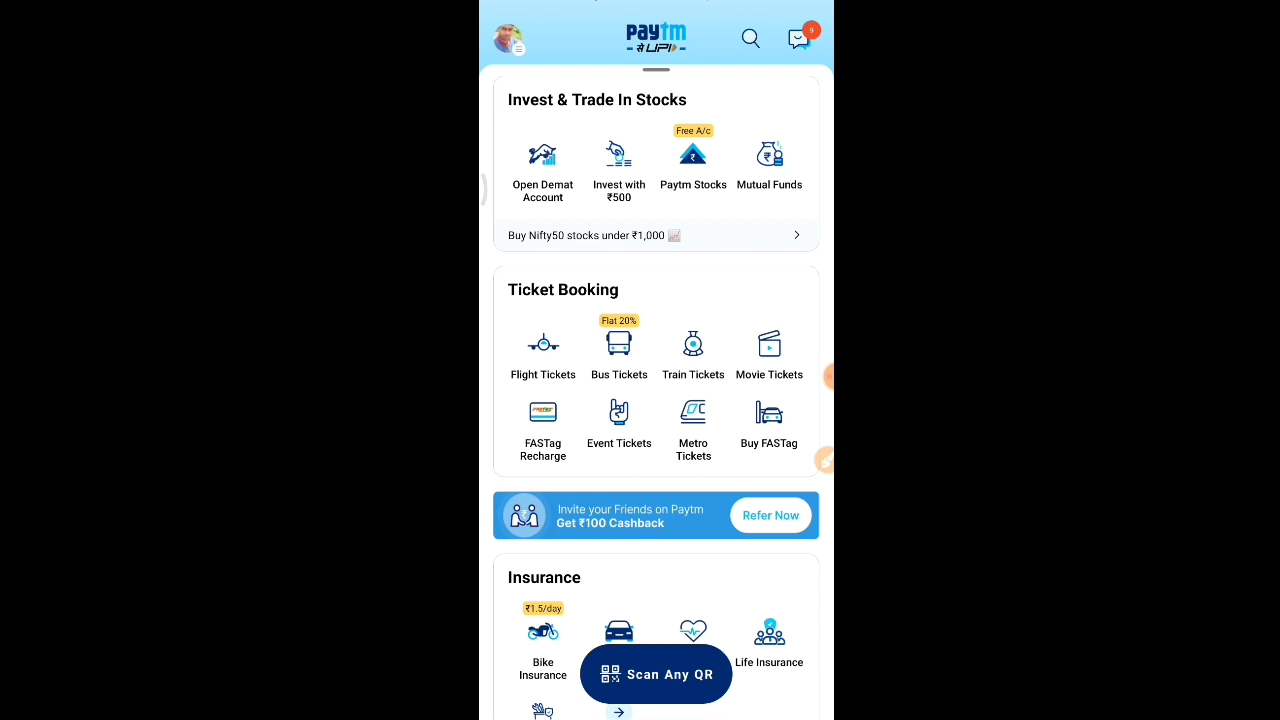 paytm
से UPI
9
Invest & Trade In Stocks
Free A/c
Open Demat
Account
Invest with
₹500
Paytm Stocks
Mutual Funds
Buy Nifty50 stocks under ₹1,000
Ticket Booking
Flat 20%
Flight Tickets
Bus Tickets
Train Tickets
Movie Tickets
FASTag
Recharge
Event Tickets
Metro
Tickets
Buy FASTag
Invite your Friends on Paytm
Get ₹100 Cashback
Refer Now
Insurance
₹1.5/day
Bike
Insurance
Life Insurance
Scan Any QR